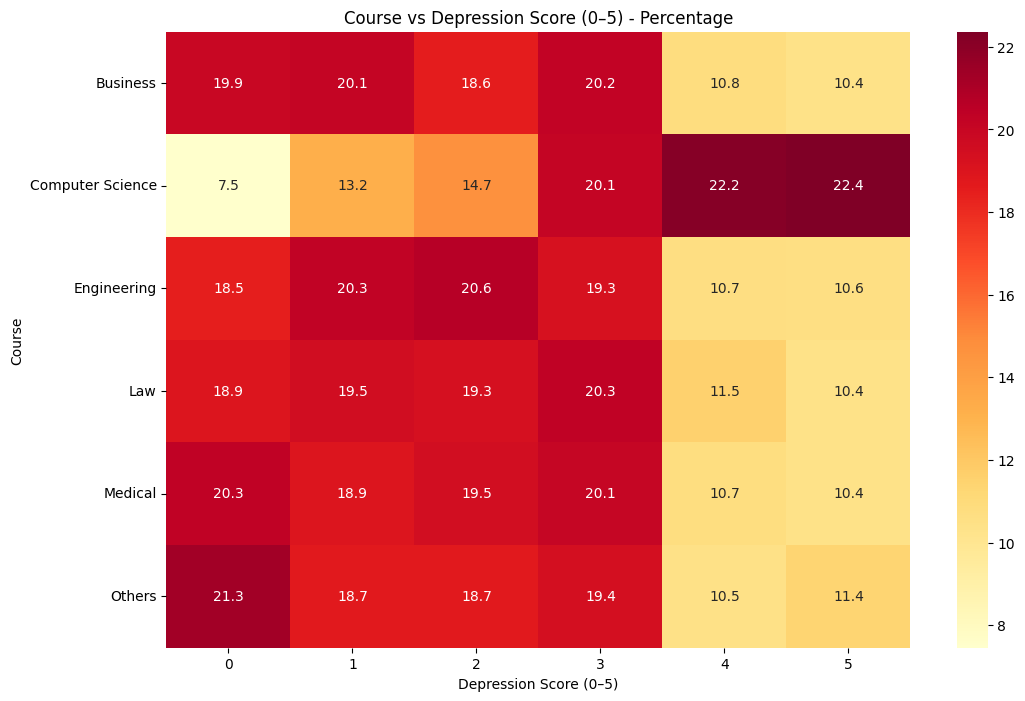 Course vs Depression Score (0–5) - Percentage
Business 19.9 20.1 18.6 20.2 10.8 10.4
Computer Science 7.5 13.2 14.7 20.1 22.2 22.4
Engineering 18.5 20.3 20.6 19.3 10.7 10.6
Law 18.9 19.5 19.3 20.3 11.5 10.4
Medical 20.3 18.9 19.5 20.1 10.7 10.4
Others 21.3 18.7 18.7 19.4 10.5 11.4
0 1 2 3 4 5
Depression Score (0–5)
Course
22
20
18
16
14
12
10
8